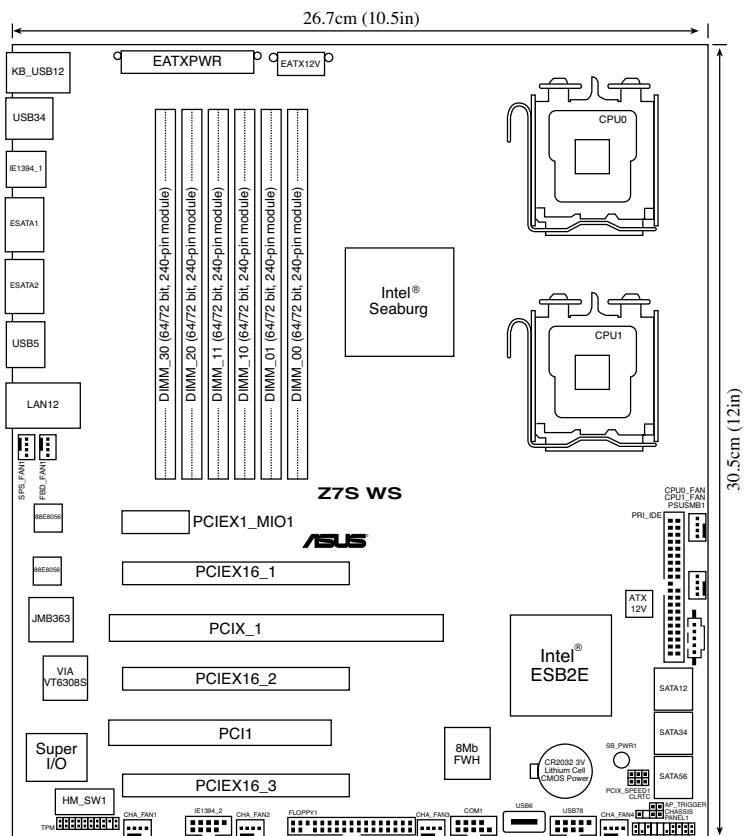 26.7cm (10.5in)
KB_USB12
EATXPWR
EATX12V
USB34
CPU0
IE1394_1
ESATA1
DIMM_30 (64/72 bit, 240-pin module)
DIMM_20 (64/72 bit, 240-pin module)
DIMM_11 (64/72 bit, 240-pin module)
DIMM_10 (64/72 bit, 240-pin module)
DIMM_01 (64/72 bit, 240-pin module)
DIMM_00 (64/72 bit, 240-pin module)
ESATA2
Intel®
Seaburg
USB5
CPU1
LAN12
30.5cm (12in)
SPS_FAN1
FBD_FAN1
Z7S WS
CPU0_FAN
CPU1_FAN
PSUSMB1
PRI_IDE
88E8056
PCIEX1_MIO1
ASUS
88E8056
PCIEX16_1
ATX
12V
JMB363
PCIX_1
Intel®
ESB2E
VIA
VT6308S
PCIEX16_2
SATA12
Super
I/O
PCI1
8Mb
FWH
SATA34
SB_PWR1
CR2032 3V
Lithium Cell
CMOS Power
SATA56
PCIX_SPEED1
CLRTC
HM_SW1
PCIEX16_3
AP_TRIGGER
CHASSIS
PANEL1
TPM
CHA_FAN1
IE1394_2
CHA_FAN2
FLOPPY1
CHA_FAN3
COM1
USB6
USB78
CHA_FAN4